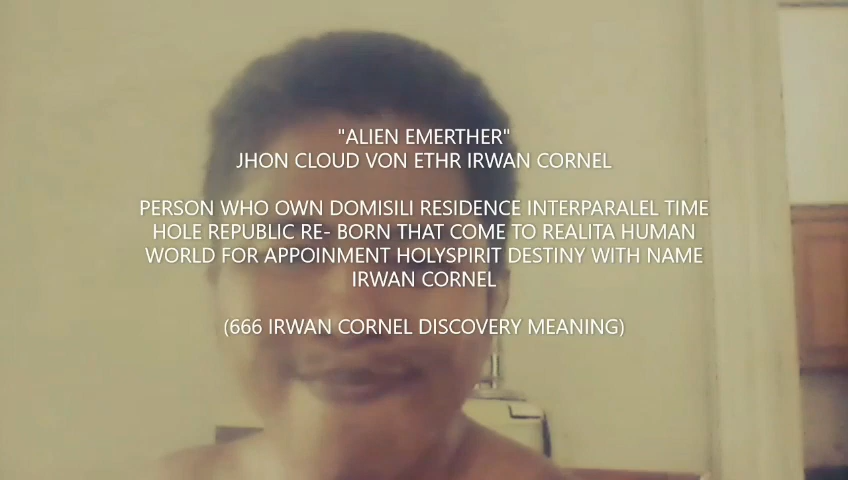 "ALIEN EMERTHER"
JHON CLOUD VON ETHR IRWAN CORNEL
PERSON WHO OWN DOMISILI RESIDENCE INTERPARALEL TIME
HOLE REPUBLIC RE- BORN THAT COME TO REALITA HUMAN
WORLD FOR APPOINMENT HOLYSPIRIT DESTINY WITH NAME
IRWAN CORNEL
(666 IRWAN CORNEL DISCOVERY MEANING)